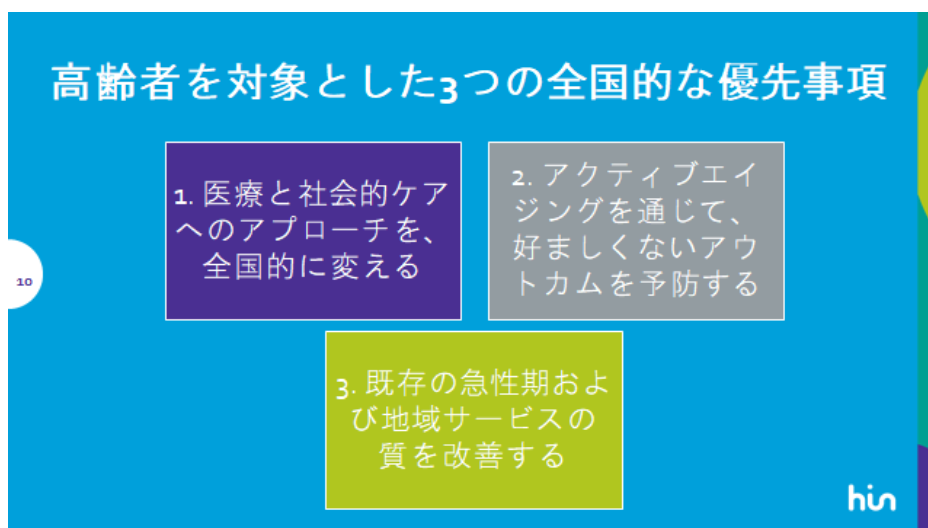 高齢者を対象とした3つの全国的な優先事項
1. 医療と社会的ケア
へのアプローチを、
全国的に変える
2. アクティブエイ
ジングを通じて、
好ましくないアウ
トカムを予防する
10
3. 既存の急性期およ
び地域サービスの
質を改善する
hin